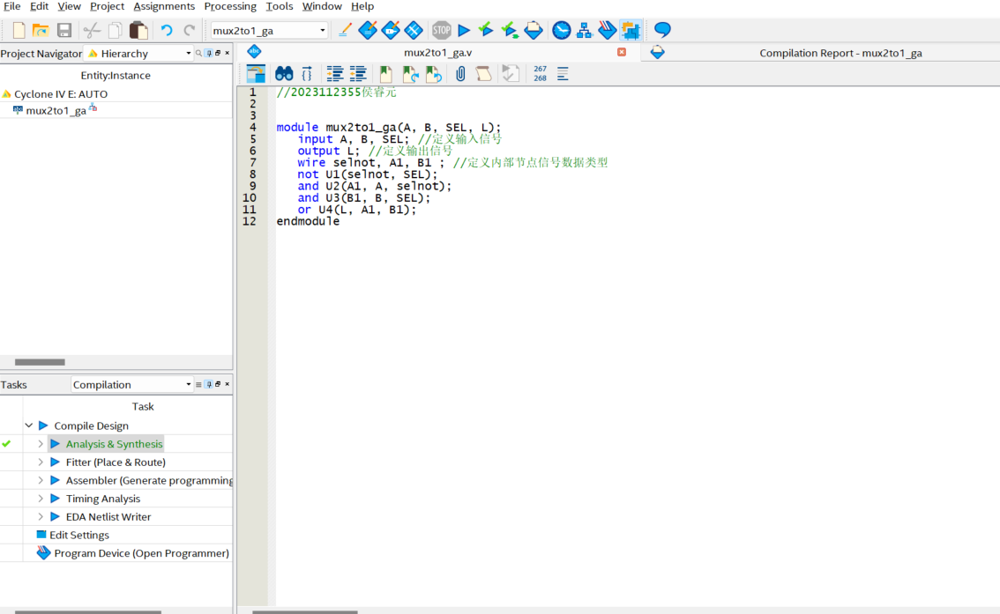 File Edit View Project Assignments Processing Tools Window Help
mux2to1_ga
STOP
Project Navigator Hierarchy
Entity:Instance
Cyclone IV E: AUTO
mux2to1_ga
Tasks Compilation
Task
Compile Design
Analysis & Synthesis
Fitter (Place & Route)
Assembler (Generate programming
Timing Analysis
EDA Netlist Writer
Edit Settings
Program Device (Open Programmer)
abc mux2to1_ga.v
Compilation Report - mux2to1_ga
267
268
1 //2023112355侯睿元
2
3
4 module mux2to1_ga(A, B, SEL, L);
5 input A, B, SEL; //定义输入信号
6 output L; //定义输出信号
7 wire selnot, A1, B1 ; //定义内部节点信号数据类型
8 not U1(selnot, SEL);
9 and U2(A1, A, selnot);
10 and U3(B1, B, SEL);
11 or U4(L, A1, B1);
12 endmodule